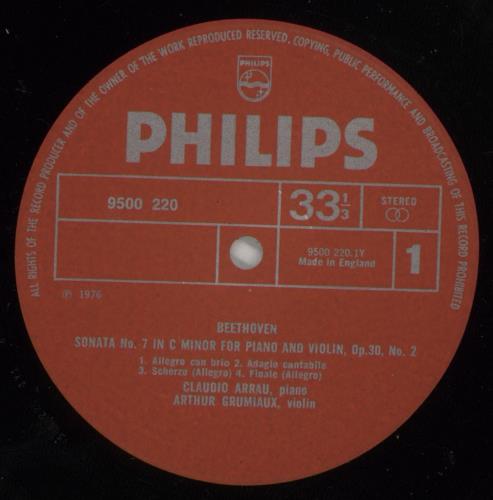 ALL RIGHTS OF THE RECORD PRODUCER AND OF THE OWNER OF THE WORK REPRODUCED RESERVED. COPYING, PUBLIC PERFORMANCE AND BROADCASTING OF THIS RECORD PROHIBITED
PHILIPS
PHILIPS
9500 220
33 1/3
STEREO
9500 220.1Y
Made in England
1
℗ 1976
BEETHOVEN
SONATA No. 7 IN C MINOR FOR PIANO AND VIOLIN, Op.30, No. 2
1. Allegro con brio 2. Adagio cantabile
3. Scherzo (Allegro) 4. Finale (Allegro)
CLAUDIO ARRAU, piano
ARTHUR GRUMIAUX, violin